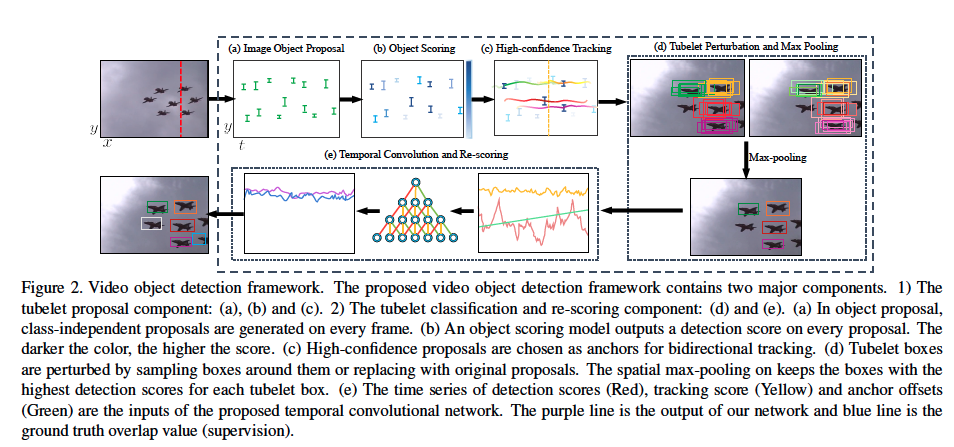 (a) Image Object Proposal
(b) Object Scoring
(c) High-confidence Tracking
(d) Tubelet Perturbation and Max Pooling
y
x
y
t
Max-pooling
(e) Temporal Convolution and Re-scoring
Figure 2. Video object detection framework. The proposed video object detection framework contains two major components. 1) The
tubelet proposal component: (a), (b) and (c). 2) The tubelet classification and re-scoring component: (d) and (e). (a) In object proposal,
class-independent proposals are generated on every frame. (b) An object scoring model outputs a detection score on every proposal. The
darker the color, the higher the score. (c) High-confidence proposals are chosen as anchors for bidirectional tracking. (d) Tubelet boxes
are perturbed by sampling boxes around them or replacing with original proposals. The spatial max-pooling on keeps the boxes with the
highest detection scores for each tubelet box. (e) The time series of detection scores (Red), tracking score (Yellow) and anchor offsets
(Green) are the inputs of the proposed temporal convolutional network. The purple line is the output of our network and blue line is the
ground truth overlap value (supervision).